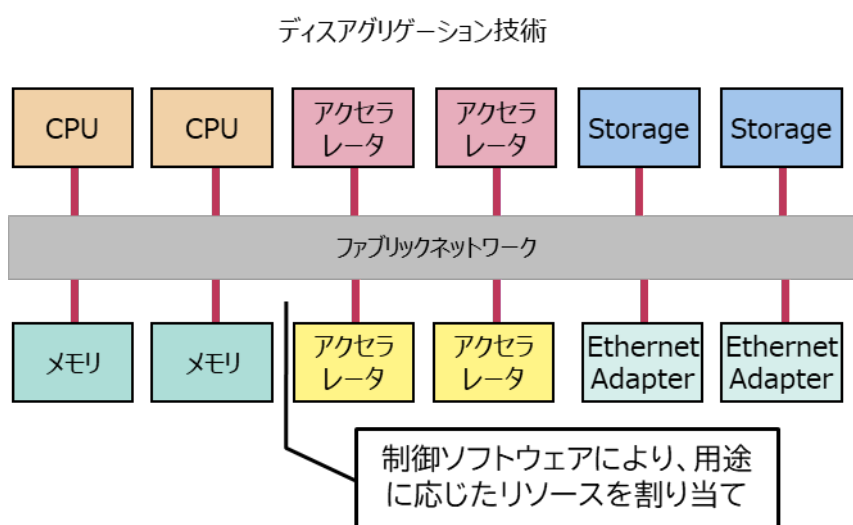 ディスアグリゲーション技術
CPU
CPU
アクセラ
レータ
アクセラ
レータ
Storage
Storage
ファブリックネットワーク
メモリ
メモリ
アクセラ
レータ
アクセラ
レータ
Ethernet
Adapter
Ethernet
Adapter
制御ソフトウェアにより、用途
に応じたリソースを割り当て